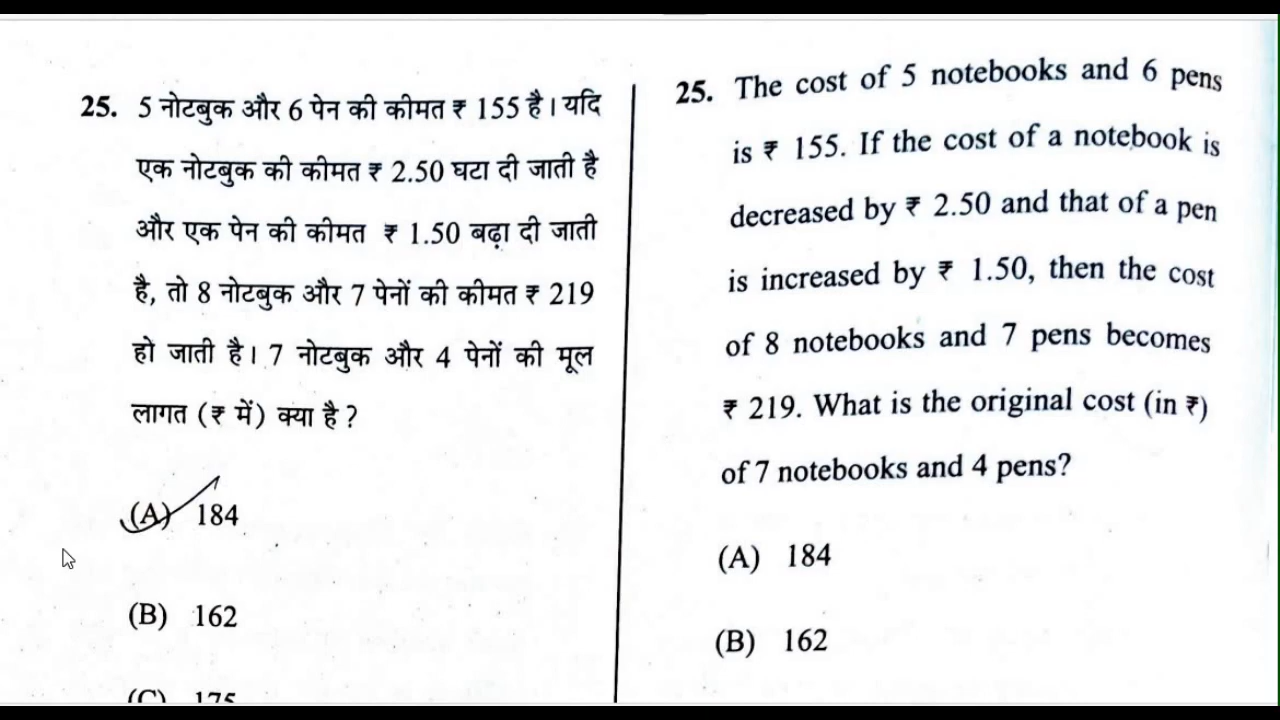 25. 5 नोटबुक और 6 पेन की कीमत ₹ 155 है। यदि
एक नोटबुक की कीमत ₹ 2.50 घटा दी जाती है
और एक पेन की कीमत ₹ 1.50 बढ़ा दी जाती
है, तो 8 नोटबुक और 7 पेनों की कीमत ₹ 219
हो जाती है। 7 नोटबुक और 4 पेनों की मूल
लागत (₹ में) क्या है ?
(A) 184
(B) 162
(C) 175
25. The cost of 5 notebooks and 6 pens
is ₹ 155. If the cost of a notebook is
decreased by ₹ 2.50 and that of a pen
is increased by ₹ 1.50, then the cost
of 8 notebooks and 7 pens becomes
₹ 219. What is the original cost (in ₹)
of 7 notebooks and 4 pens?
(A) 184
(B) 162